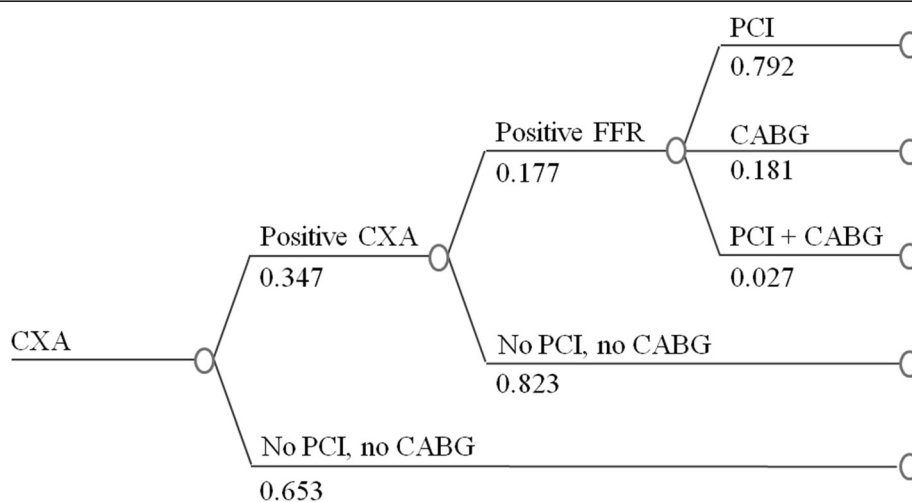 PCI
0.792
Positive FFR
0.177
CABG
0.181
Positive CXA
0.347
PCI + CABG
0.027
CXA
No PCI, no CABG
0.823
No PCI, no CABG
0.653